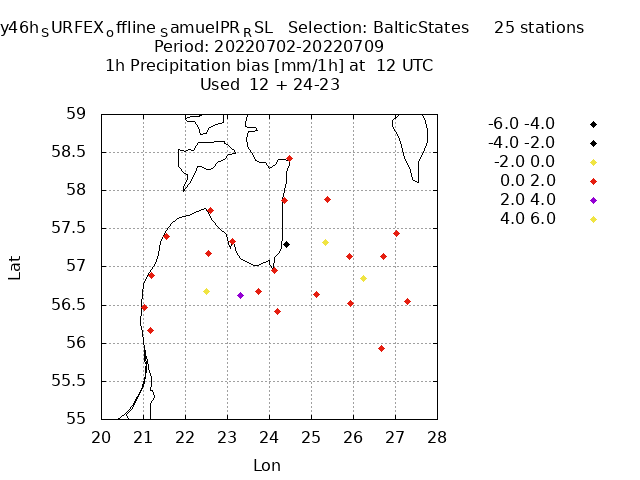 y46hSURFEXoffline SamuelPRRSL Selection: BalticStates 25 stations
Period: 20220702-20220709
1h Precipitation bias [mm/1h] at 12 UTC
Used 12 + 24-23
59
58.5
58
57.5
57
56.5
56
55.5
55
Lat
20 21 22 23 24 25 26 27 28
Lon
-6.0 -4.0
-4.0 -2.0
-2.0 0.0
0.0 2.0
2.0 4.0
4.0 6.0